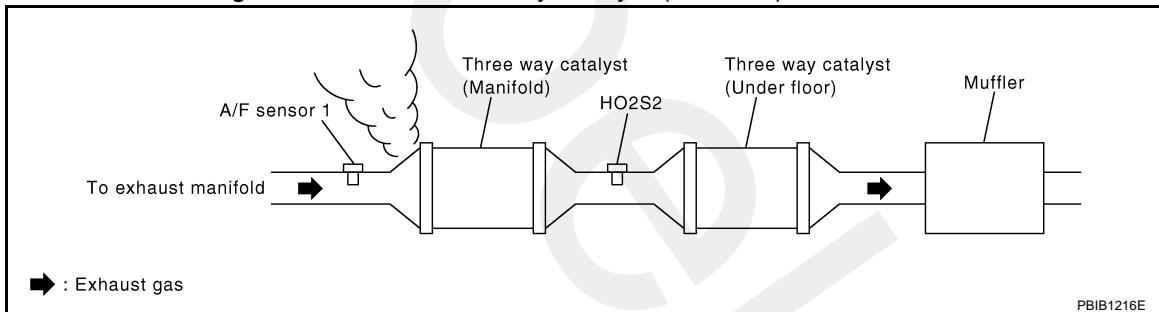 Three way catalyst
(Manifold)
Three way catalyst
(Under floor)
Muffler
A/F sensor 1
HO2S2
To exhaust manifold
: Exhaust gas
PBIB1216E